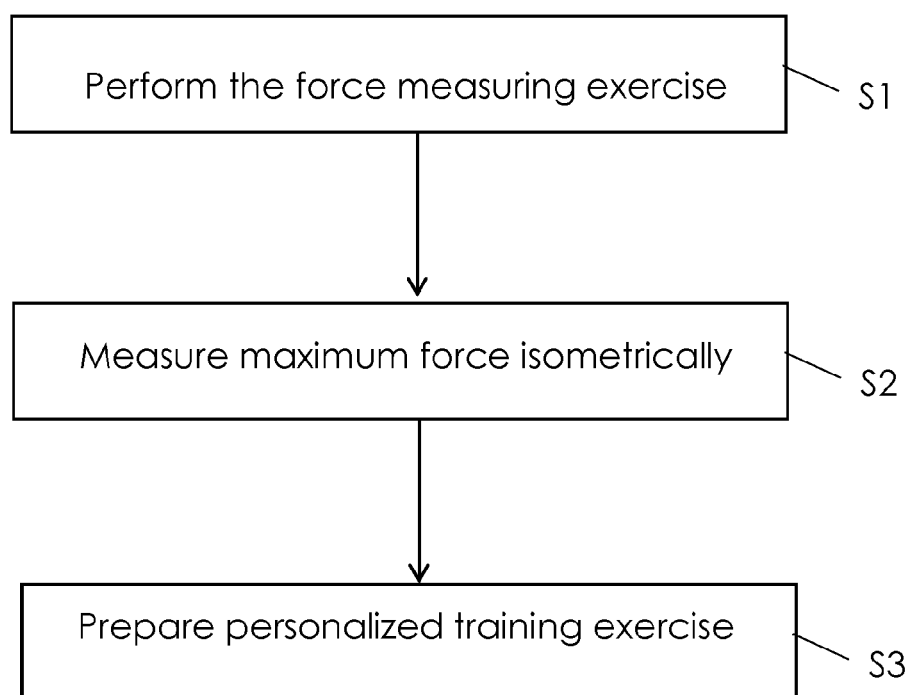 Perform the force measuring exercise
S1
Measure maximum force isometrically
S2
Prepare personalized training exercise
S3